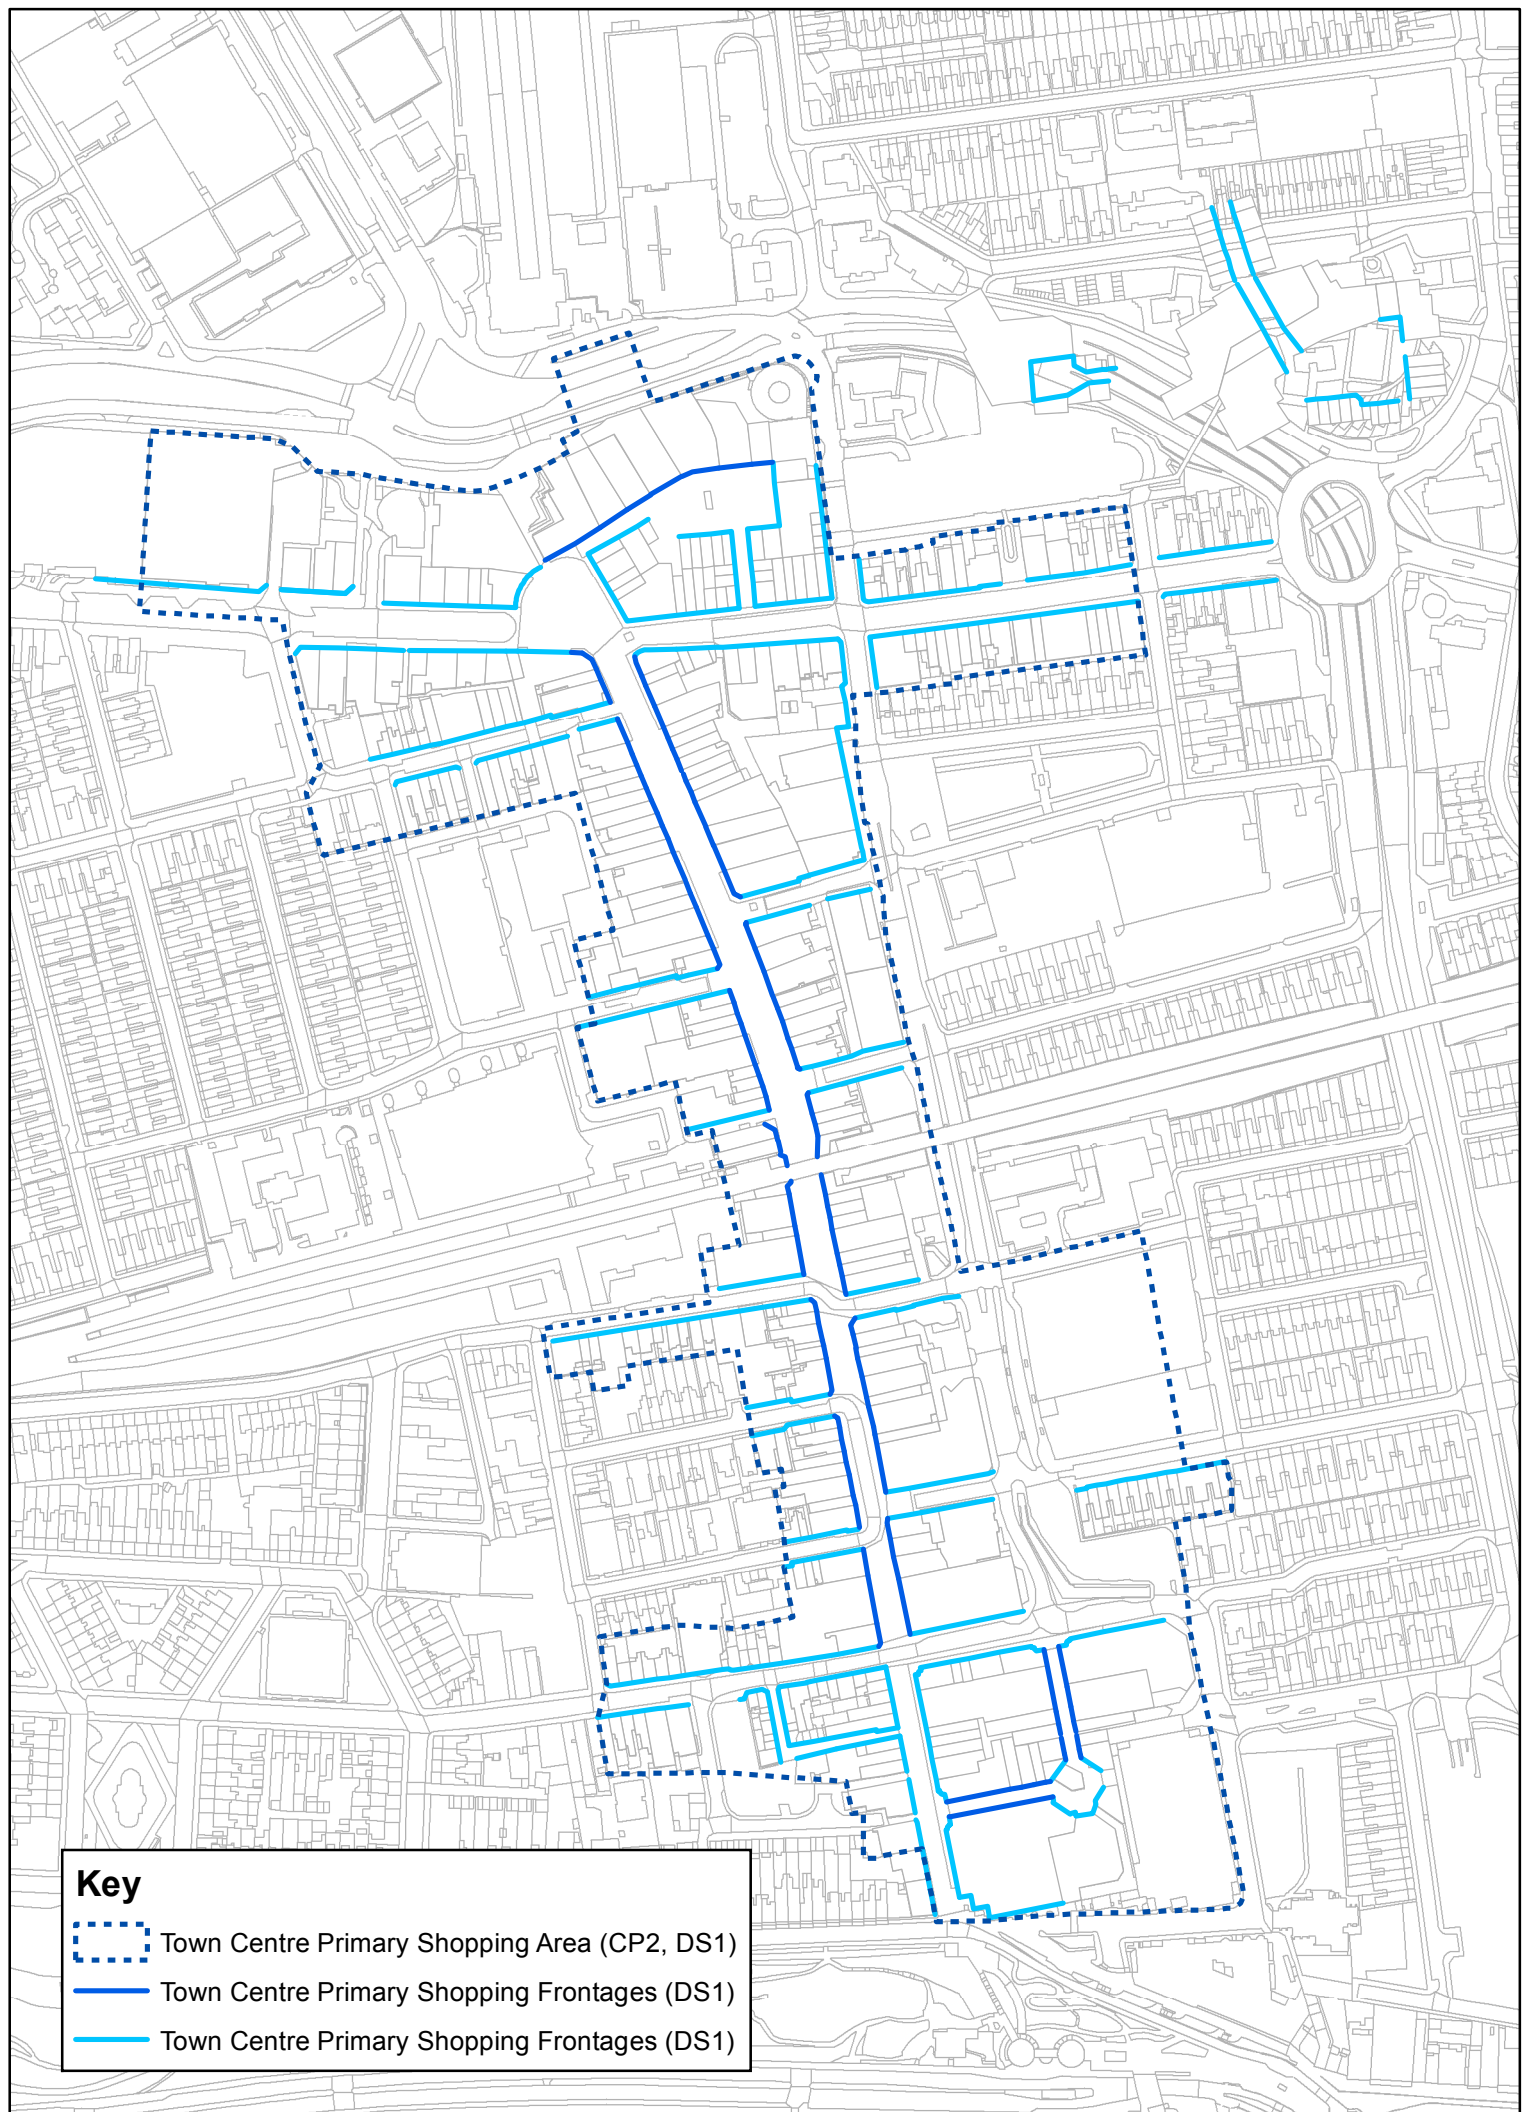 Key
Town Centre Primary Shopping Area (CP2, DS1)
Town Centre Primary Shopping Frontages (DS1)
Town Centre Primary Shopping Frontages (DS1)